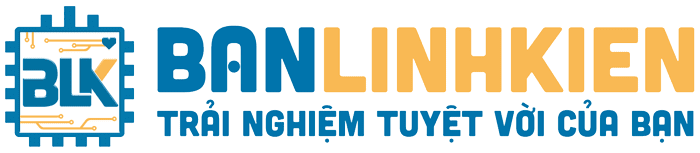 BLK
BANLINHKIEN
TRẢI NGHIỆM TUYỆT VỜI CỦA BẠN